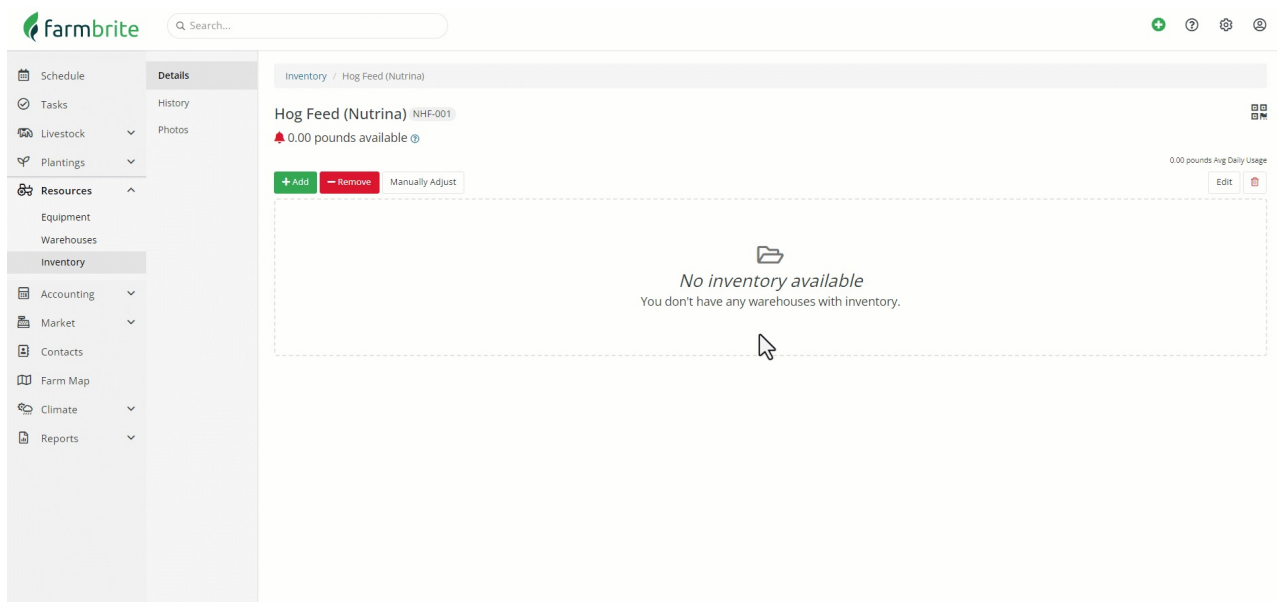 farmbrite
Search...
Schedule
Tasks
Livestock
Plantings
Resources
Equipment
Warehouses
Inventory
Accounting
Market
Contacts
Farm Map
Climate
Reports
Details
History
Photos
Inventory / Hog Feed (Nutrina)
Hog Feed (Nutrina) NHF-001
0.00 pounds available
0.00 pounds Avg Daily Usage
+ Add − Remove Manually Adjust Edit
No inventory available
You don't have any warehouses with inventory.